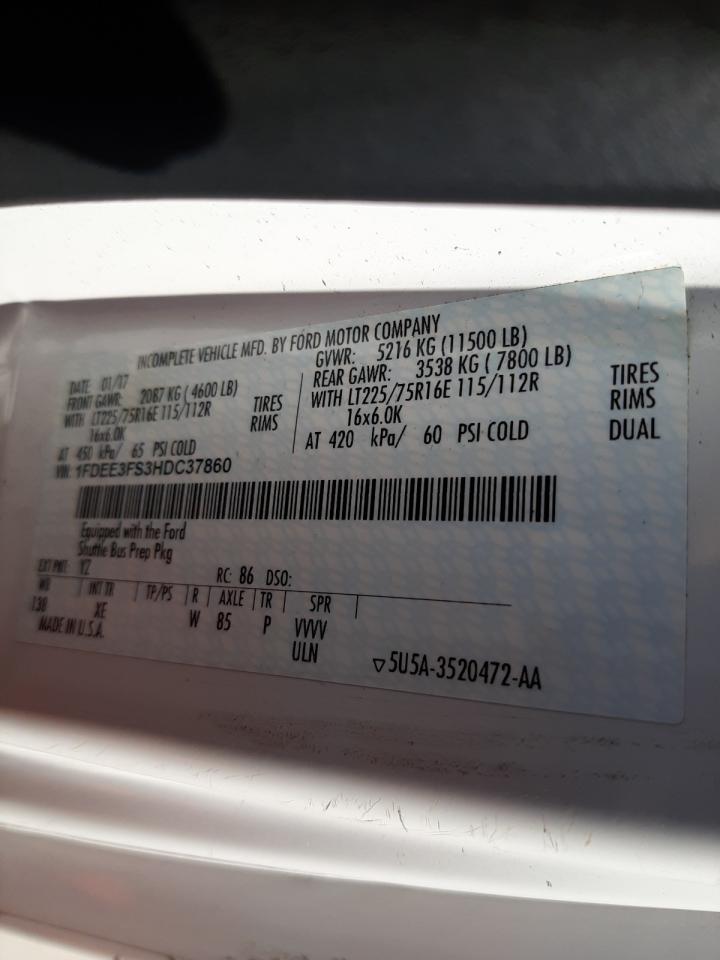 INCOMPLETE VEHICLE MFD. BY FORD MOTOR COMPANY
DATE: 01/17
FRONT GAWR: 2087 KG ( 4600 LB)
WITH LT225/75R16E 115/112R TIRES
16x6.0K RIMS
AT 450 kPa/ 65 PSI COLD
GVWR: 5216 KG (11500 LB)
REAR GAWR: 3538 KG ( 7800 LB)
WITH LT225/75R16E 115/112R TIRES
16x6.0K RIMS
AT 420 kPa/ 60 PSI COLD DUAL
VIN: 1FDEE3FS3HDC37860
Equipped with the Ford
Shuttle Bus Prep Pkg
EXT PNT: YZ RC: 86 DSO:
WB INT TR TP/PS R AXLE TR SPR
138 XE W 85 P VVVV
MADE IN U.S.A. ULN
▽5U5A-3520472-AA